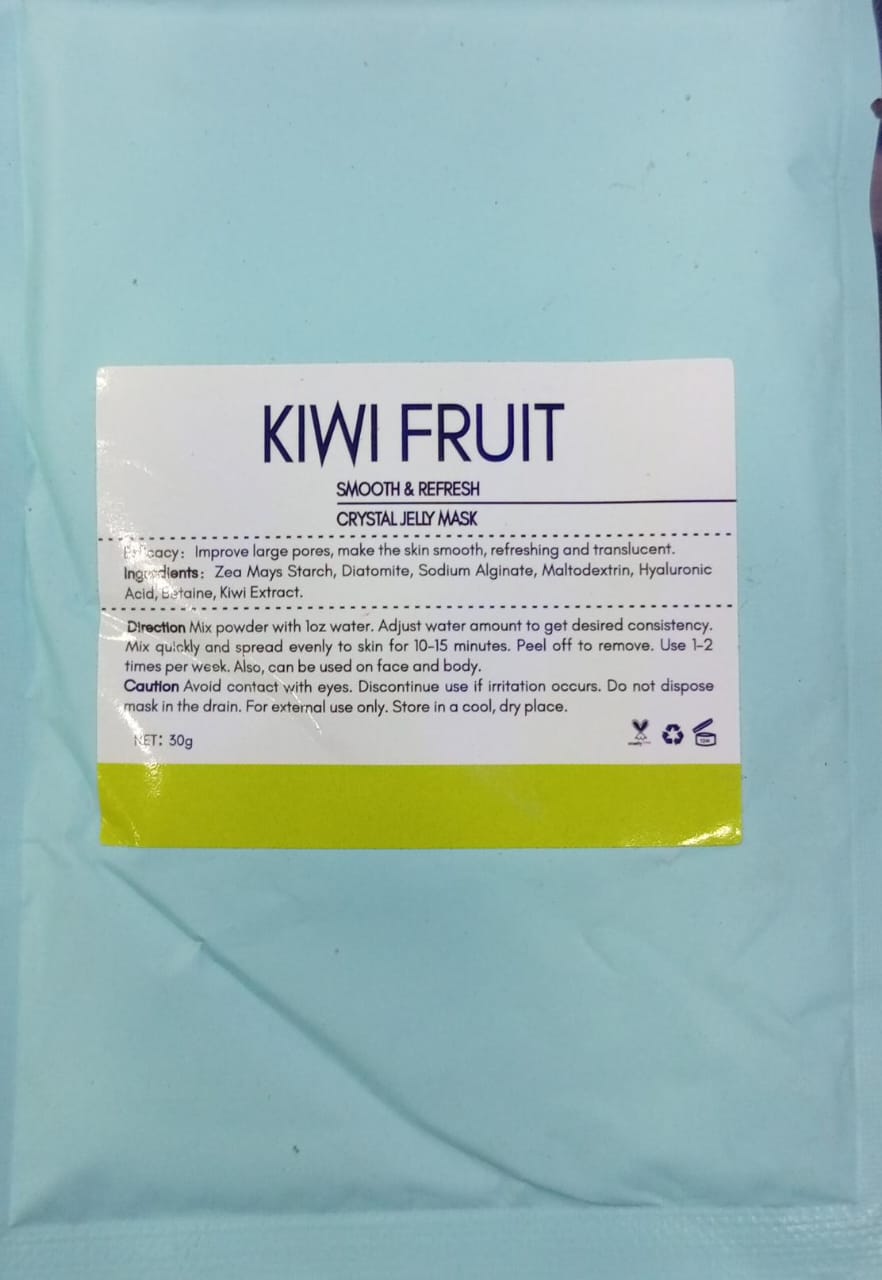 KIWI FRUIT
SMOOTH & REFRESH
CRYSTAL JELLY MASK
Efficacy: Improve large pores, make the skin smooth, refreshing and translucent.
Ingredients: Zea Mays Starch, Diatomite, Sodium Alginate, Maltodextrin, Hyaluronic
Acid, Betaine, Kiwi Extract.
Direction Mix powder with 1oz water. Adjust water amount to get desired consistency.
Mix quickly and spread evenly to skin for 10-15 minutes. Peel off to remove. Use 1-2
times per week. Also, can be used on face and body.
Caution Avoid contact with eyes. Discontinue use if irritation occurs. Do not dispose
mask in the drain. For external use only. Store in a cool, dry place.
NET: 30g